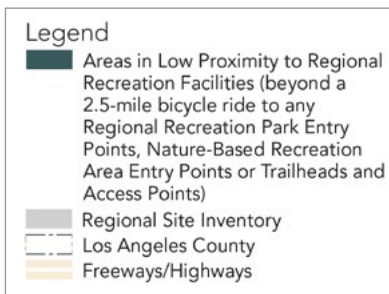 Legend
Areas in Low Proximity to Regional
Recreation Facilities (beyond a
2.5-mile bicycle ride to any
Regional Recreation Park Entry
Points, Nature-Based Recreation
Area Entry Points or Trailheads and
Access Points)
Regional Site Inventory
Los Angeles County
Freeways/Highways